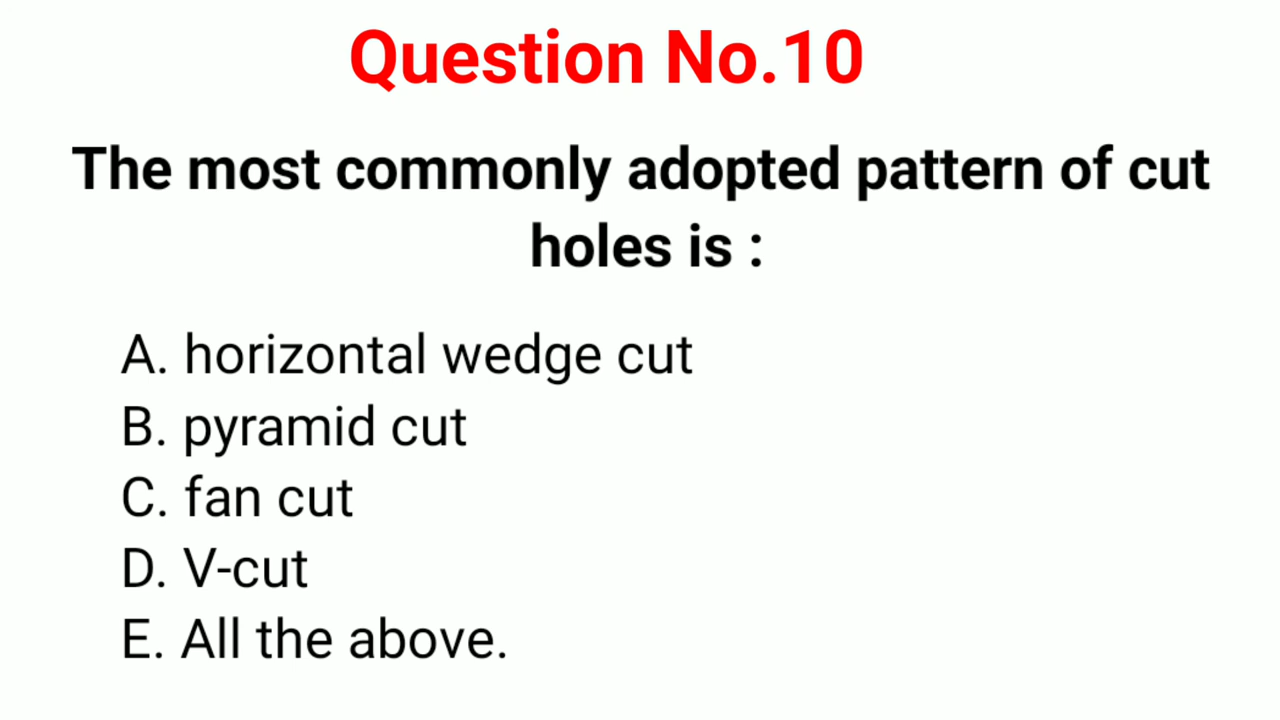 Question No.10
The most commonly adopted pattern of cut
holes is :
A. horizontal wedge cut
B. pyramid cut
C. fan cut
D. V-cut
E. All the above.